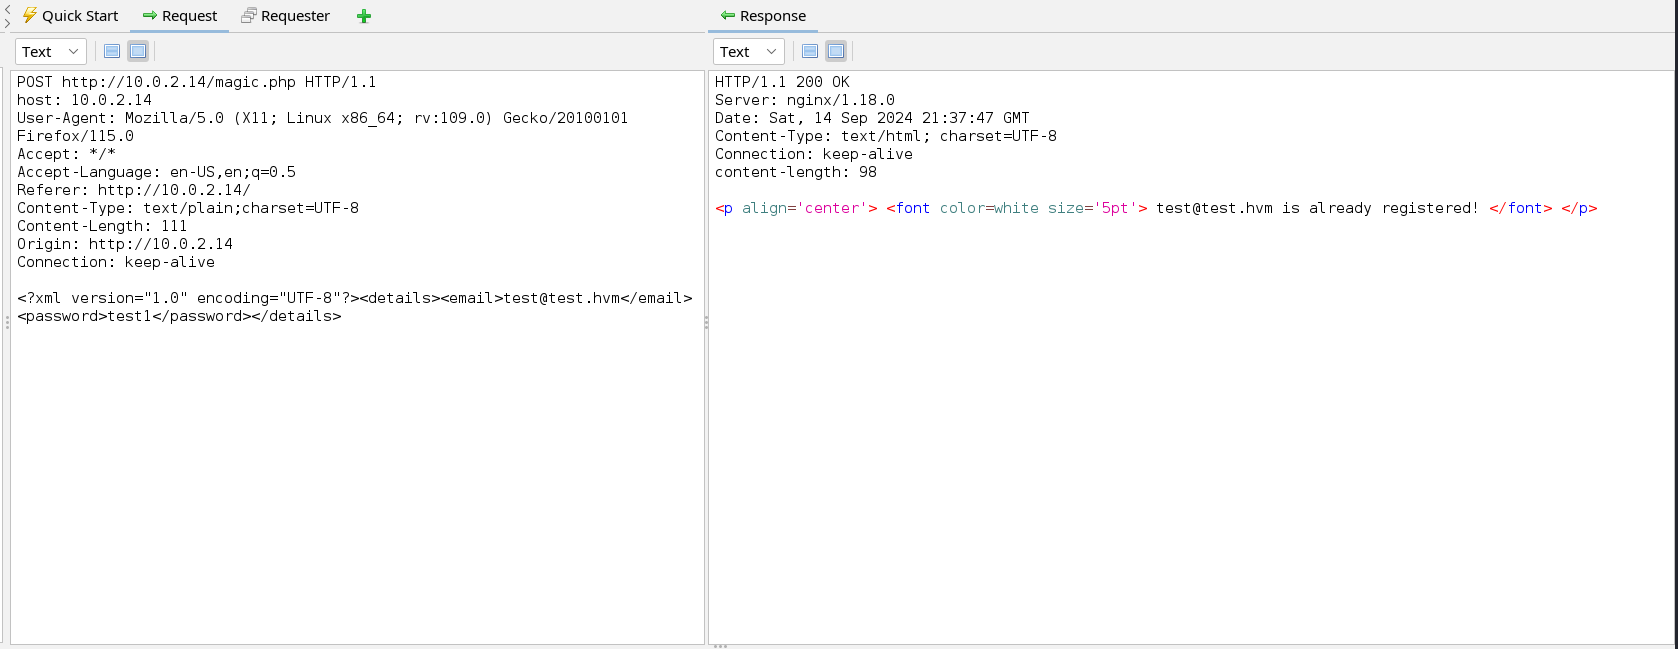 Quick Start Request Requester Response
Text Text
POST http://10.0.2.14/magic.php HTTP/1.1
host: 10.0.2.14
User-Agent: Mozilla/5.0 (X11; Linux x86_64; rv:109.0) Gecko/20100101
Firefox/115.0
Accept: */*
Accept-Language: en-US,en;q=0.5
Referer: http://10.0.2.14/
Content-Type: text/plain;charset=UTF-8
Content-Length: 111
Origin: http://10.0.2.14
Connection: keep-alive
<?xml version="1.0" encoding="UTF-8"?><details><email>test@test.hvm</email>
<password>test1</password></details>
HTTP/1.1 200 OK
Server: nginx/1.18.0
Date: Sat, 14 Sep 2024 21:37:47 GMT
Content-Type: text/html; charset=UTF-8
Connection: keep-alive
content-length: 98
<p align='center'> <font color=white size='5pt'> test@test.hvm is already registered! </font> </p>